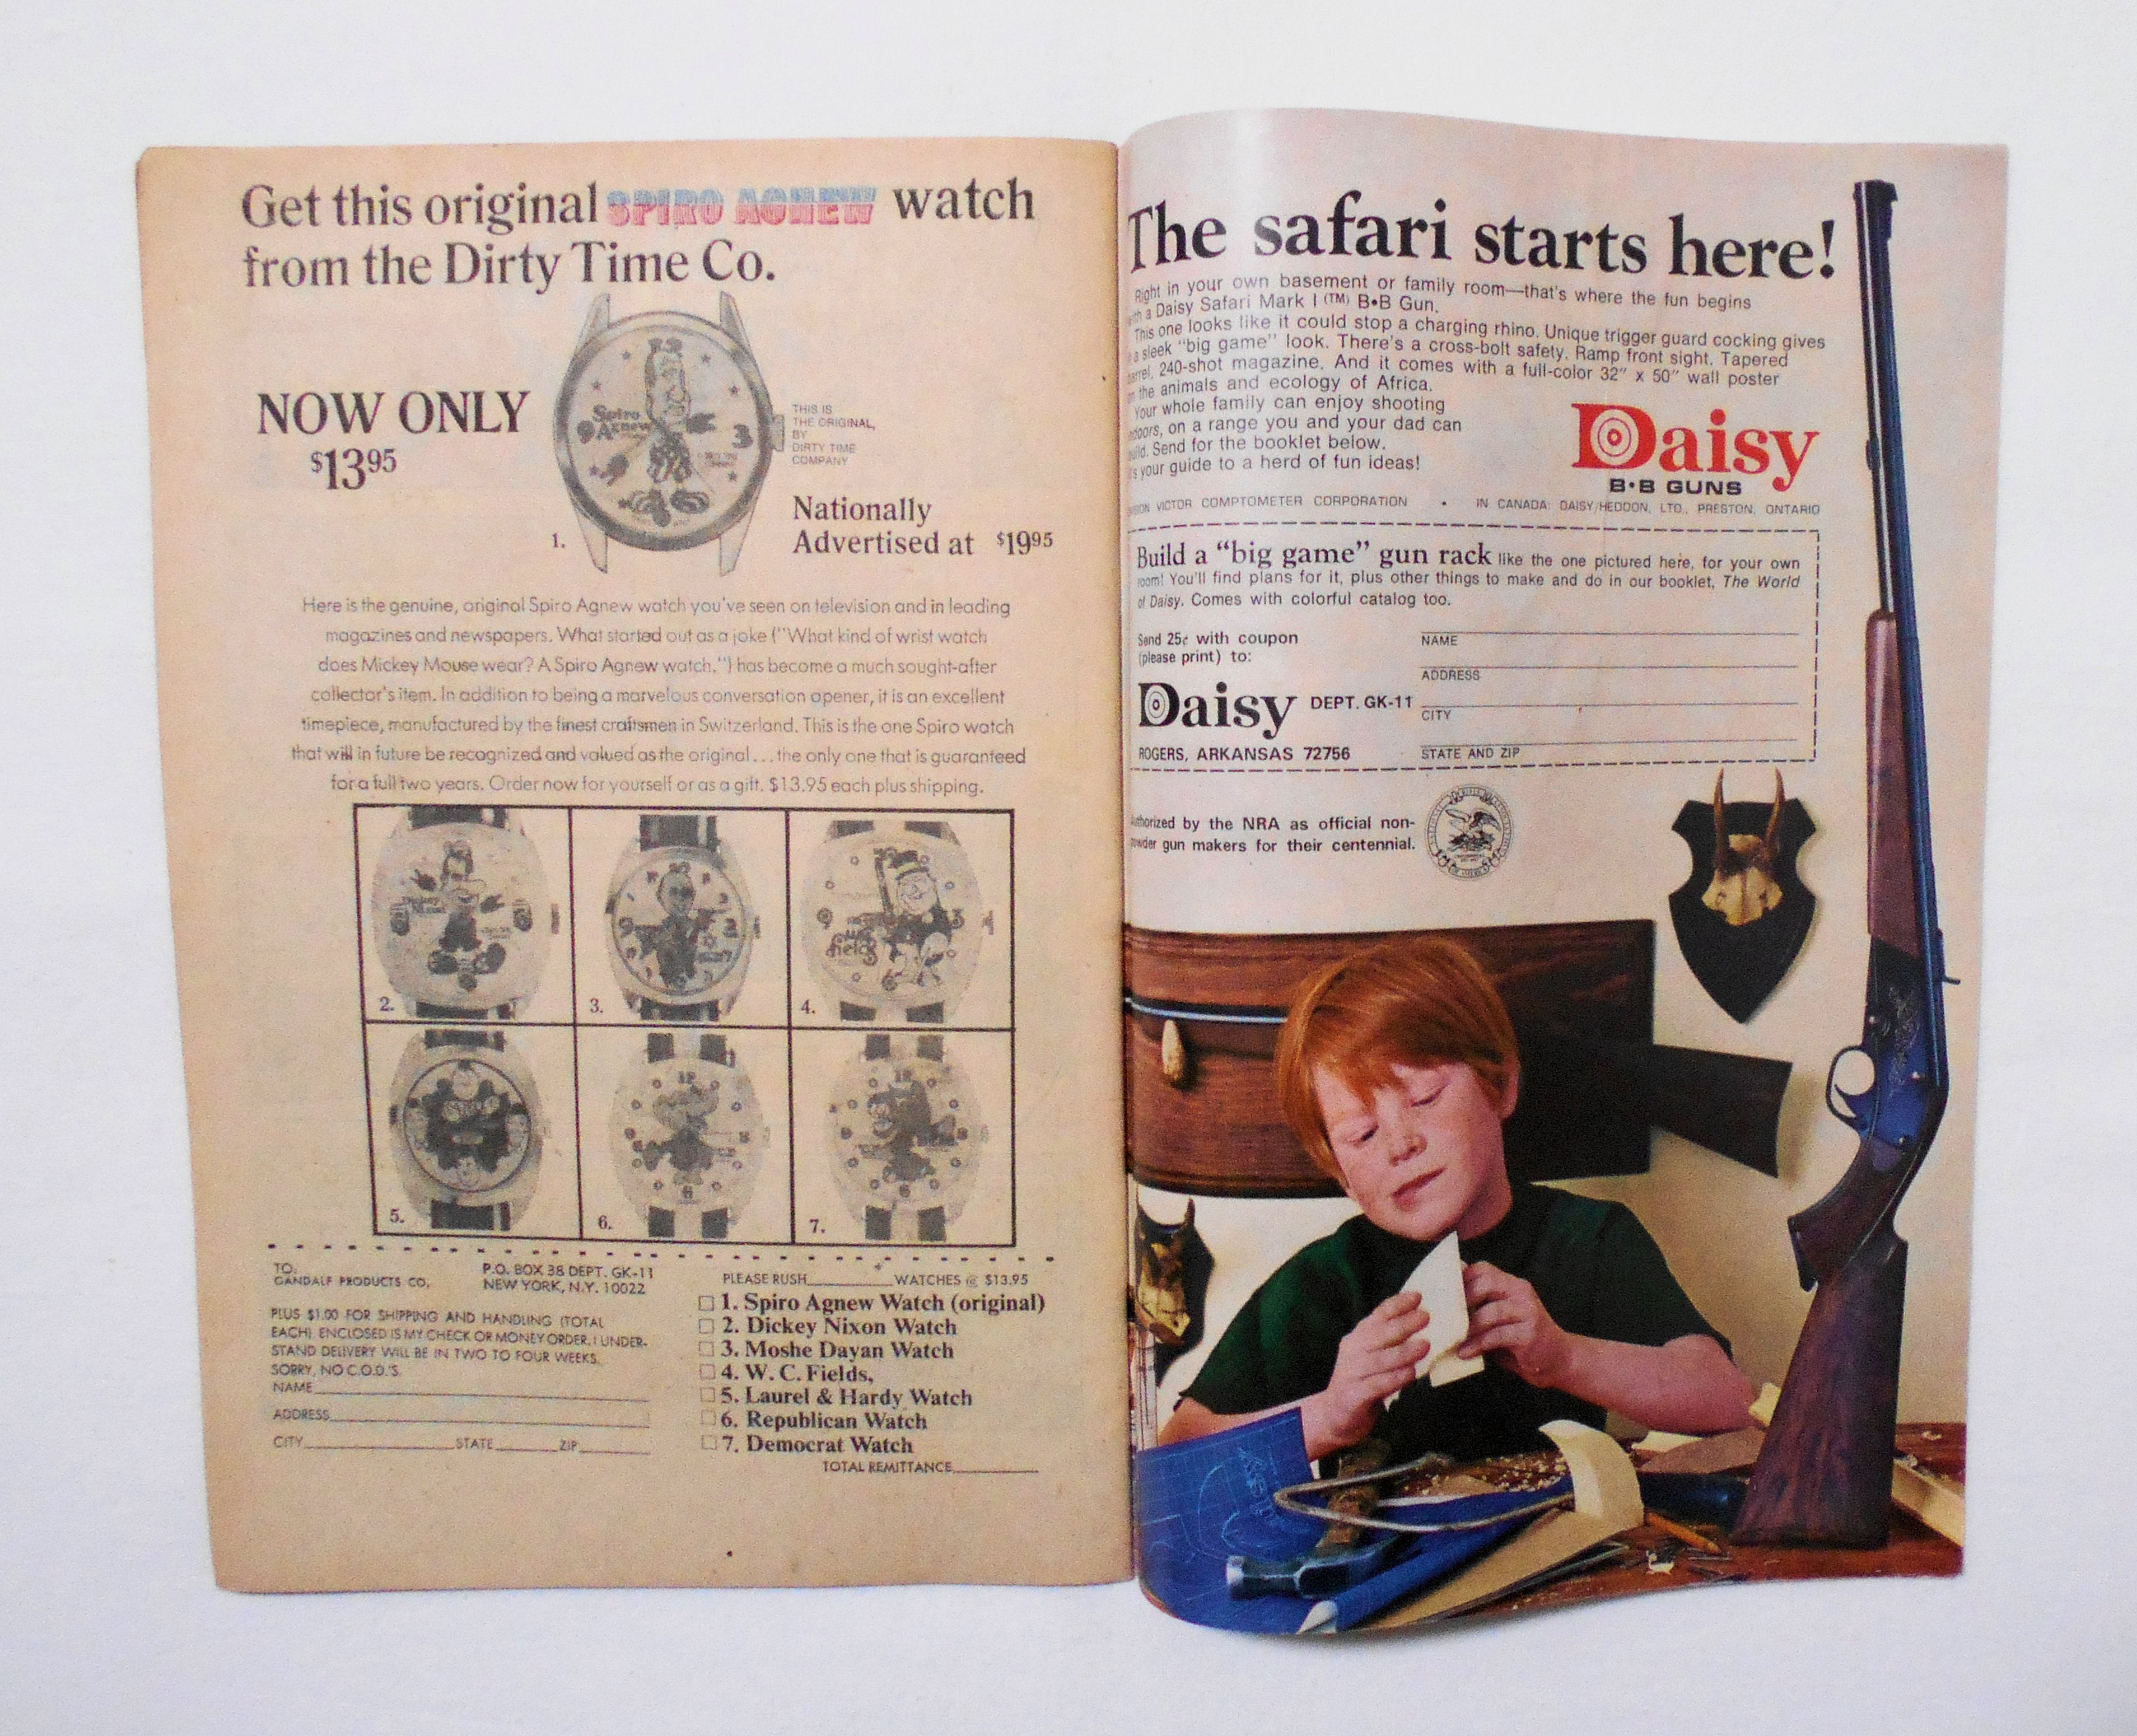 Get this original SPIRO AGNEW watch
from the Dirty Time Co.
NOW ONLY
$13.95
Spiro
Agnew
9
3
THIS IS
THE ORIGINAL,
BY
DIRTY TIME
COMPANY
Nationally
Advertised at $19.95
1.
Here is the genuine, original Spiro Agnew watch you've seen on television and in leading
magazines and newspapers. What started out as a joke ("What kind of wrist watch
does Mickey Mouse wear? A Spiro Agnew watch.") has become a much sought-after
collector's item. In addition to being a marvelous conversation opener, it is an excellent
timepiece, manufactured by the finest craftsmen in Switzerland. This is the one Spiro watch
that will in future be recognized and valued as the original...the only one that is guaranteed
for a full two years. Order now for yourself or as a gift. $13.95 each plus shipping.
2.
3.
4.
5.
6.
7.
TO:
GANDALF PRODUCTS CO.
P.O. BOX 38 DEPT. GK-11
NEW YORK, N.Y. 10022
PLUS $1.00 FOR SHIPPING AND HANDLING (TOTAL
EACH). ENCLOSED IS MY CHECK OR MONEY ORDER. I UNDER-
STAND DELIVERY WILL BE IN TWO TO FOUR WEEKS.
SORRY, NO C.O.D.'S.
NAME
ADDRESS
CITY STATE ZIP
PLEASE RUSH WATCHES @ $13.95
1. Spiro Agnew Watch (original)
2. Dickey Nixon Watch
3. Moshe Dayan Watch
4. W. C. Fields,
5. Laurel & Hardy Watch
6. Republican Watch
7. Democrat Watch
TOTAL REMITTANCE
The safari starts here!
Right in your own basement or family room—that's where the fun begins
a Daisy Safari Mark I (TM) B•B Gun.
This one looks like it could stop a charging rhino. Unique trigger guard cocking gives
a sleek "big game" look. There's a cross-bolt safety. Ramp front sight. Tapered
240-shot magazine. And it comes with a full-color 32" x 50" wall poster
the animals and ecology of Africa.
Your whole family can enjoy shooting
on a range you and your dad can
Send for the booklet below.
your guide to a herd of fun ideas!
Daisy
B•B GUNS
VICTOR COMPTOMETER CORPORATION • IN CANADA: DAISY/HEDDON, LTD., PRESTON, ONTARIO
Build a "big game" gun rack like the one pictured here, for your own
room! You'll find plans for it, plus other things to make and do in our booklet, The World
of Daisy. Comes with colorful catalog too.
Send 25¢ with coupon
(please print) to:
Daisy DEPT. GK-11
ROGERS, ARKANSAS 72756
NAME
ADDRESS
CITY
STATE AND ZIP
by the NRA as official non-
gun makers for their centennial.